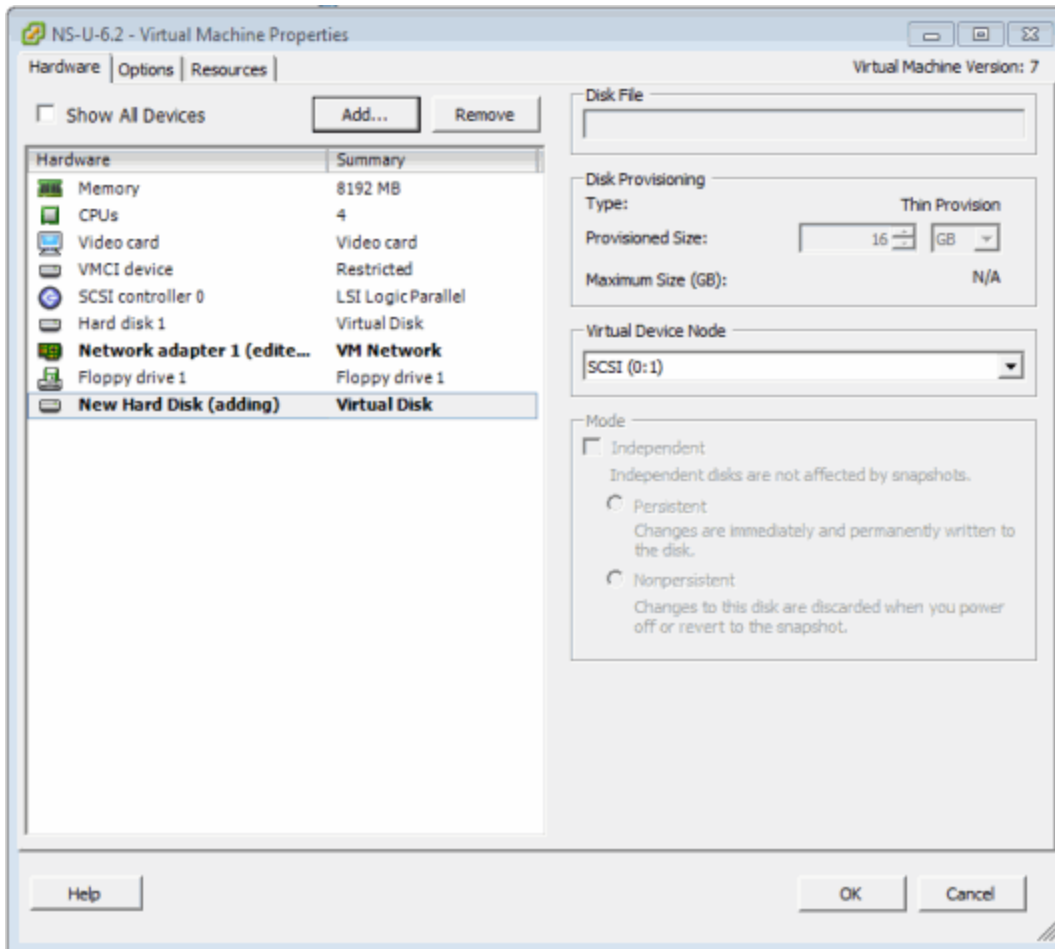 NS-U-6.2 - Virtual Machine Properties
Hardware Options Resources Virtual Machine Version: 7
Show All Devices Add... Remove
Hardware Summary
Memory 8192 MB
CPUs 4
Video card Video card
VMCI device Restricted
SCSI controller 0 LSI Logic Parallel
Hard disk 1 Virtual Disk
Network adapter 1 (edite... VM Network
Floppy drive 1 Floppy drive 1
New Hard Disk (adding) Virtual Disk
Disk File
Disk Provisioning
Type: Thin Provision
Provisioned Size: 16 GB
Maximum Size (GB): N/A
Virtual Device Node
SCSI (0:1)
Mode
Independent
Independent disks are not affected by snapshots.
Persistent
Changes are immediately and permanently written to
the disk.
Nonpersistent
Changes to this disk are discarded when you power
off or revert to the snapshot.
Help OK Cancel